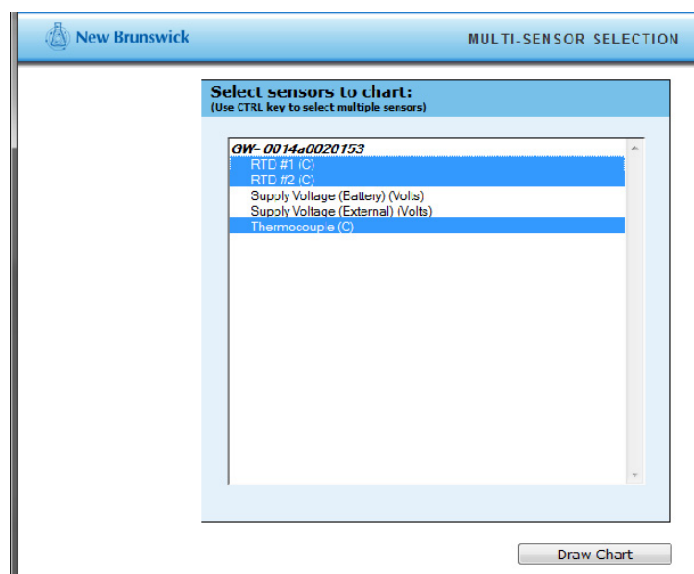 New Brunswick
MULTI-SENSOR SELECTION
Select sensors to chart:
(Use CTRL key to select multiple sensors)
GW- 0014a0020153
RTD #1 (C)
RTD #2 (C)
Supply Voltage (Battery) (Volts)
Supply Voltage (External) (Volts)
Thermocouple (C)
Draw Chart